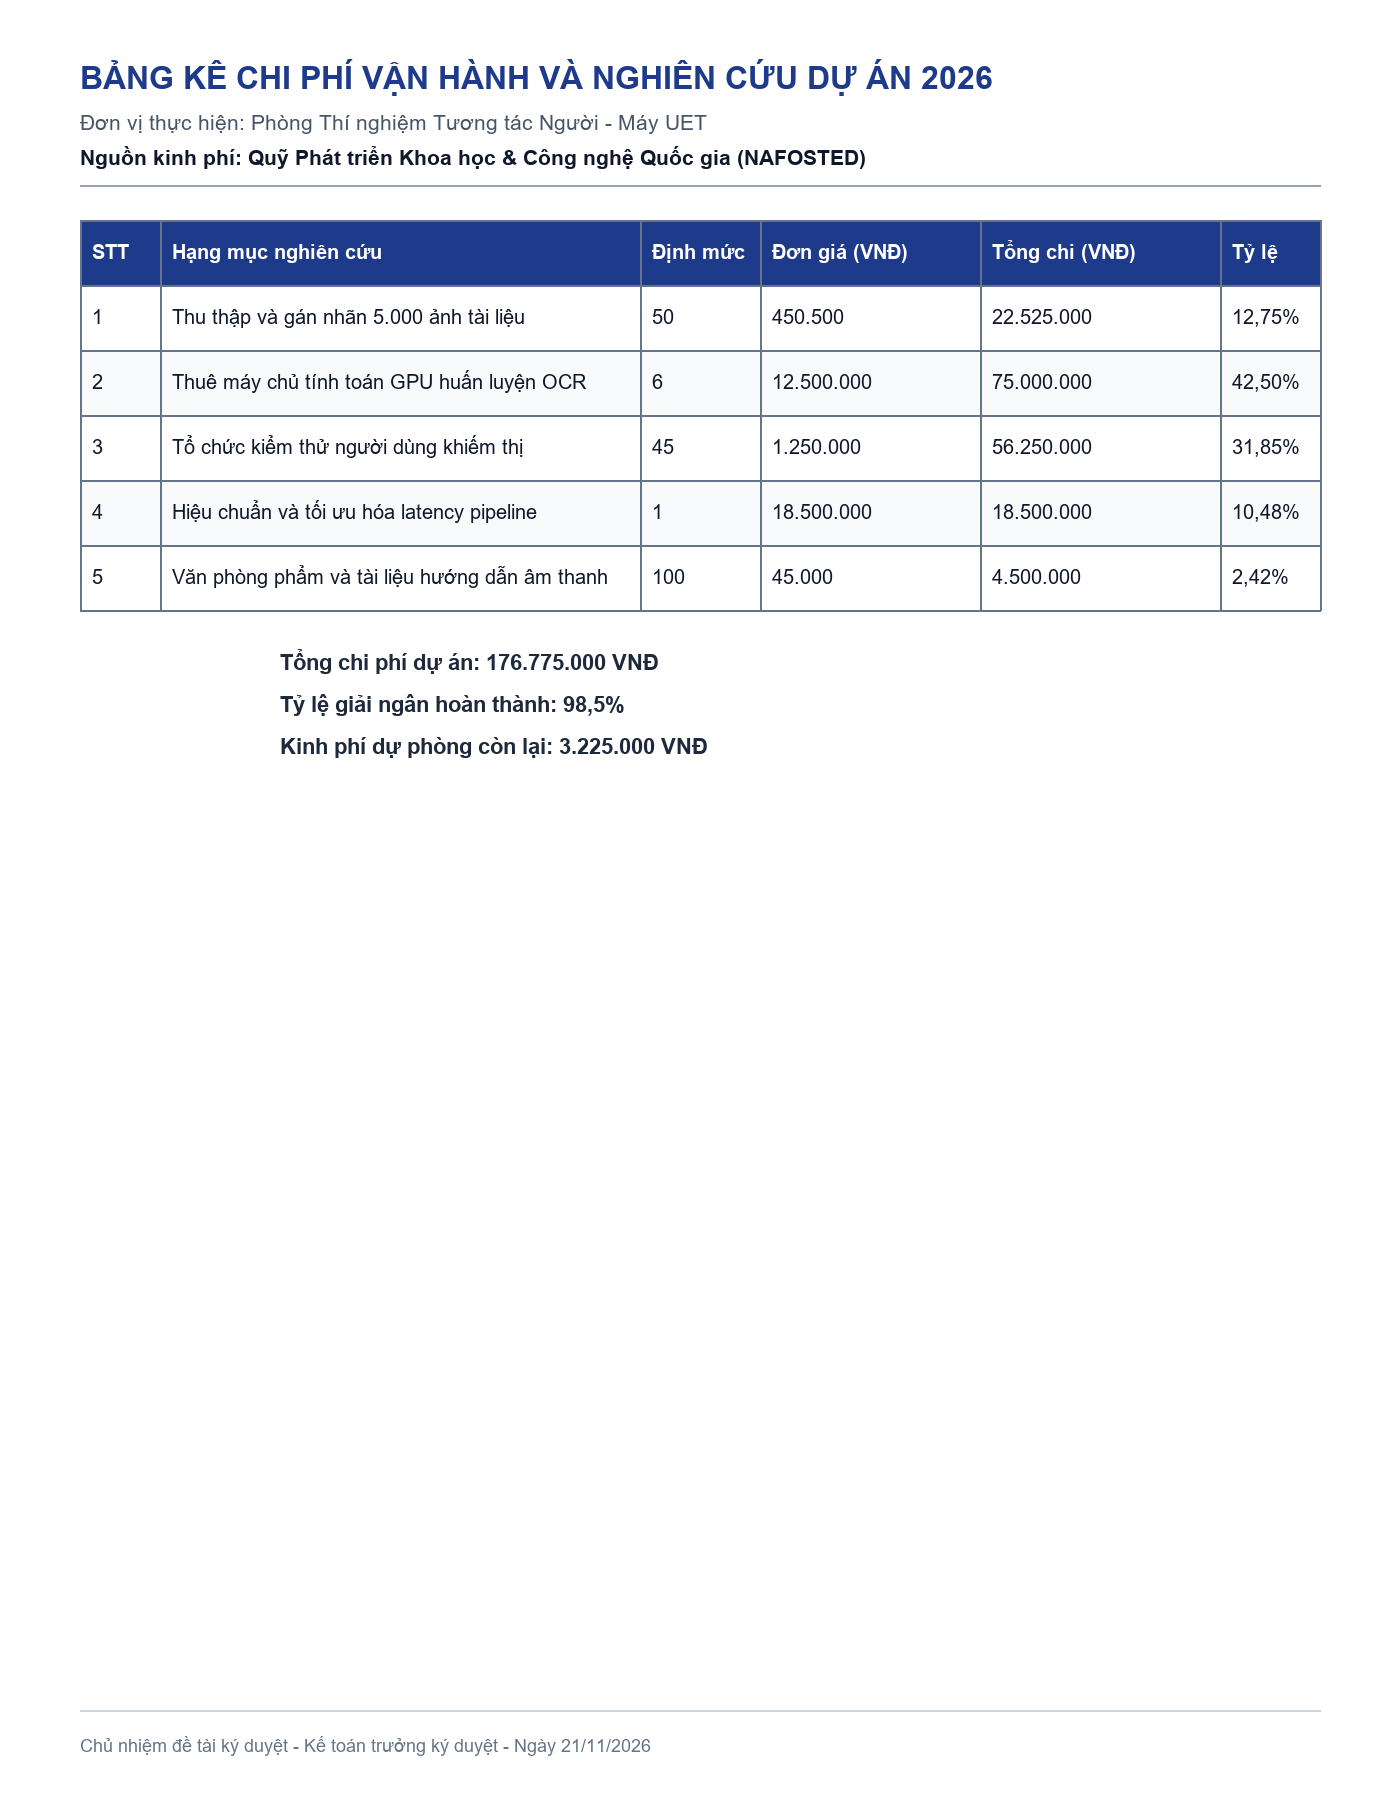 BẢNG KÊ CHI PHÍ VẬN HÀNH VÀ NGHIÊN CỨU DỰ ÁN 2026
Đơn vị thực hiện: Phòng Thí nghiệm Tương tác Người - Máy UET
Nguồn kinh phí: Quỹ Phát triển Khoa học & Công nghệ Quốc gia (NAFOSTED)
STT Hạng mục nghiên cứu Định mức Đơn giá (VNĐ) Tổng chi (VNĐ) Tỷ lệ
1 Thu thập và gán nhãn 5.000 ảnh tài liệu 50 450.500 22.525.000 12,75%
2 Thuê máy chủ tính toán GPU huấn luyện OCR 6 12.500.000 75.000.000 42,50%
3 Tổ chức kiểm thử người dùng khiếm thị 45 1.250.000 56.250.000 31,85%
4 Hiệu chuẩn và tối ưu hóa latency pipeline 1 18.500.000 18.500.000 10,48%
5 Văn phòng phẩm và tài liệu hướng dẫn âm thanh 100 45.000 4.500.000 2,42%
Tổng chi phí dự án: 176.775.000 VNĐ
Tỷ lệ giải ngân hoàn thành: 98,5%
Kinh phí dự phòng còn lại: 3.225.000 VNĐ
Chủ nhiệm đề tài ký duyệt - Kế toán trưởng ký duyệt - Ngày 21/11/2026